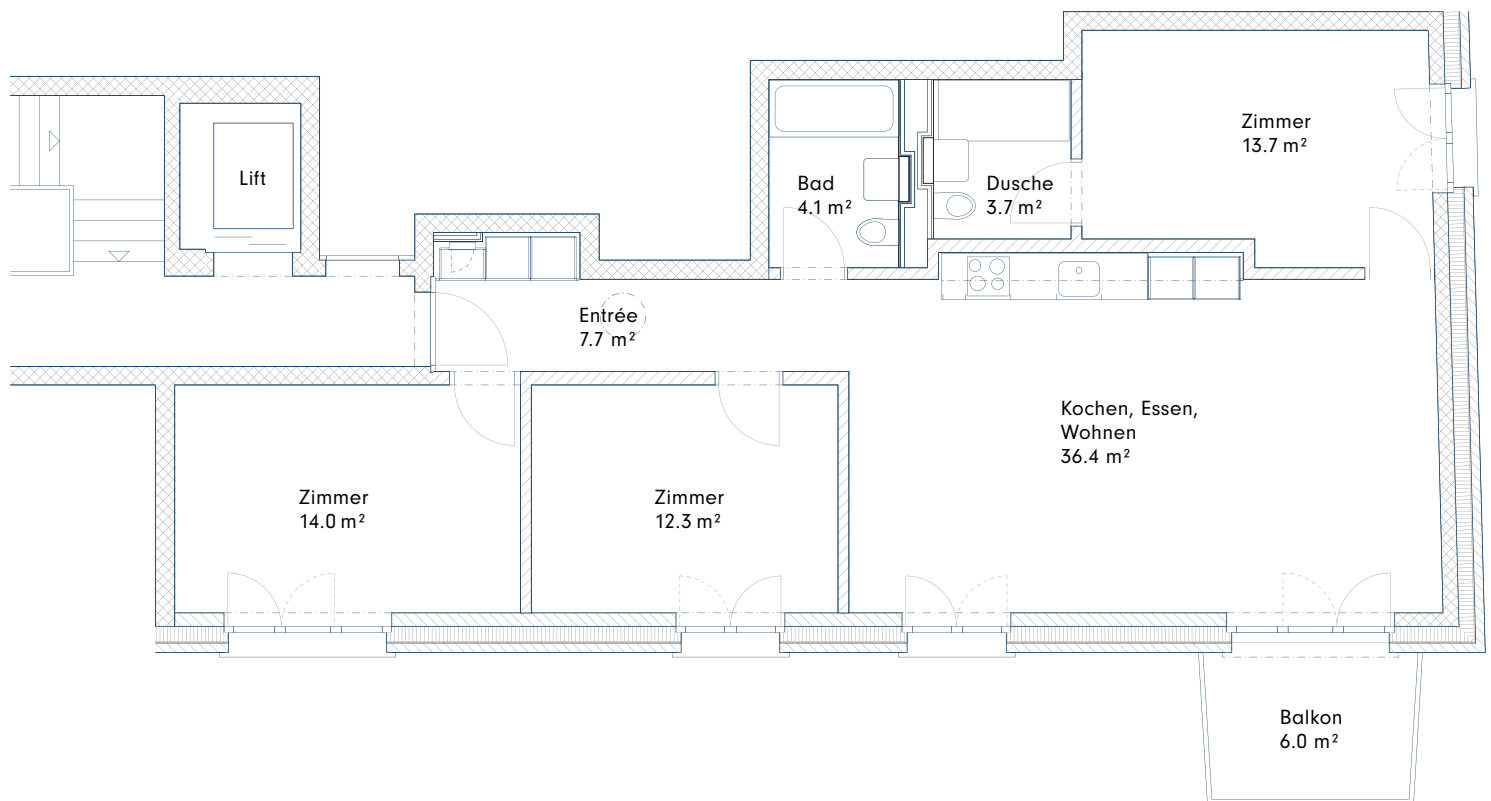 Zimmer
13.7 m²
Lift
Bad
4.1 m²
Dusche
3.7 m²
Entrée
7.7 m²
Kochen, Essen,
Wohnen
36.4 m²
Zimmer
14.0 m²
Zimmer
12.3 m²
Balkon
6.0 m²